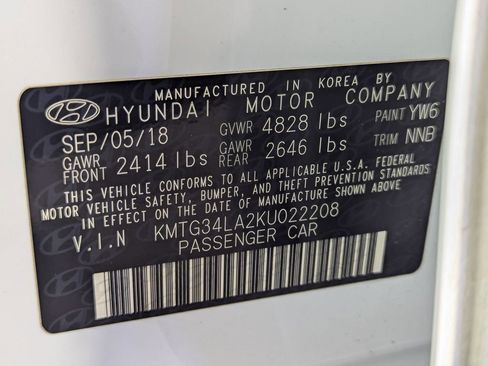 MANUFACTURED IN KOREA BY
HYUNDAI MOTOR COMPANY
SEP/05/18 GVWR 4828 lbs PAINT YW6
GAWR FRONT 2414 lbs GAWR REAR 2646 lbs TRIM NNB
THIS VEHICLE CONFORMS TO ALL APPLICABLE U.S.A. FEDERAL
MOTOR VEHICLE SAFETY, BUMPER, AND THEFT PREVENTION STANDARDS
IN EFFECT ON THE DATE OF MANUFACTURE SHOWN ABOVE.
V.I.N KMTG34LA2KU022208
PASSENGER CAR